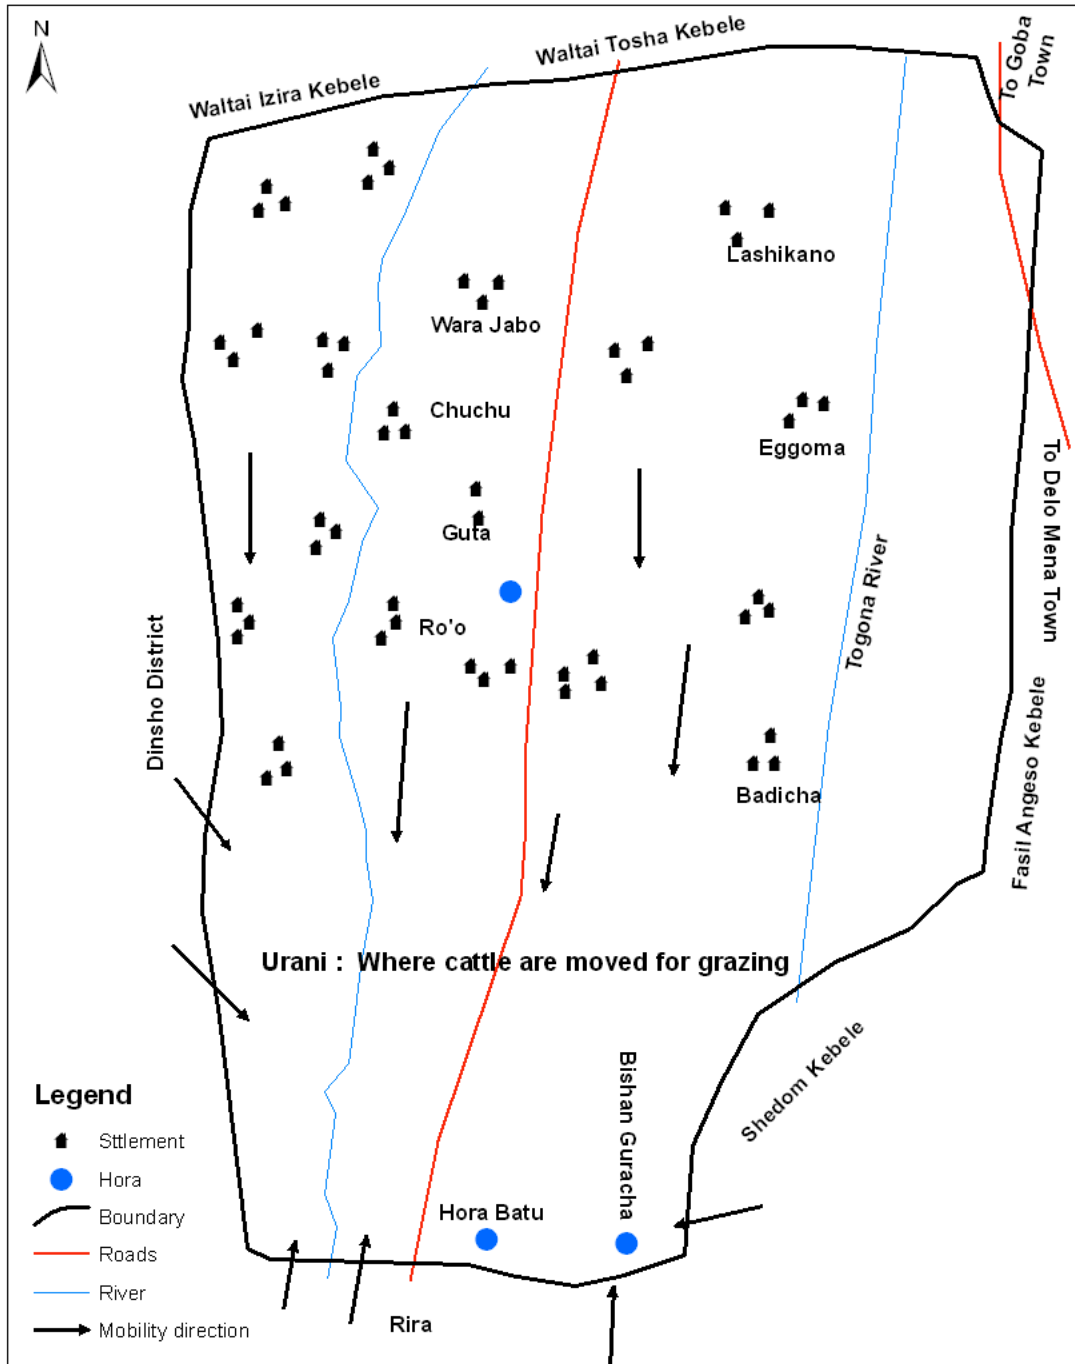 N
Waltai Izira Kebele
Waltai Tosha Kebele
To Goba
Town
Lashikano
Wara Jabo
Chuchu
Eggoma
Guta
To Delo Mena Town
Togona River
Ro'o
Dinsho District
Badicha
Fasil Angeso Kebele
Urani : Where cattle are moved for grazing
Shedom Kebele
Bishan Guracha
Hora Batu
Rira
Legend
Sttlement
Hora
Boundary
Roads
River
Mobility direction